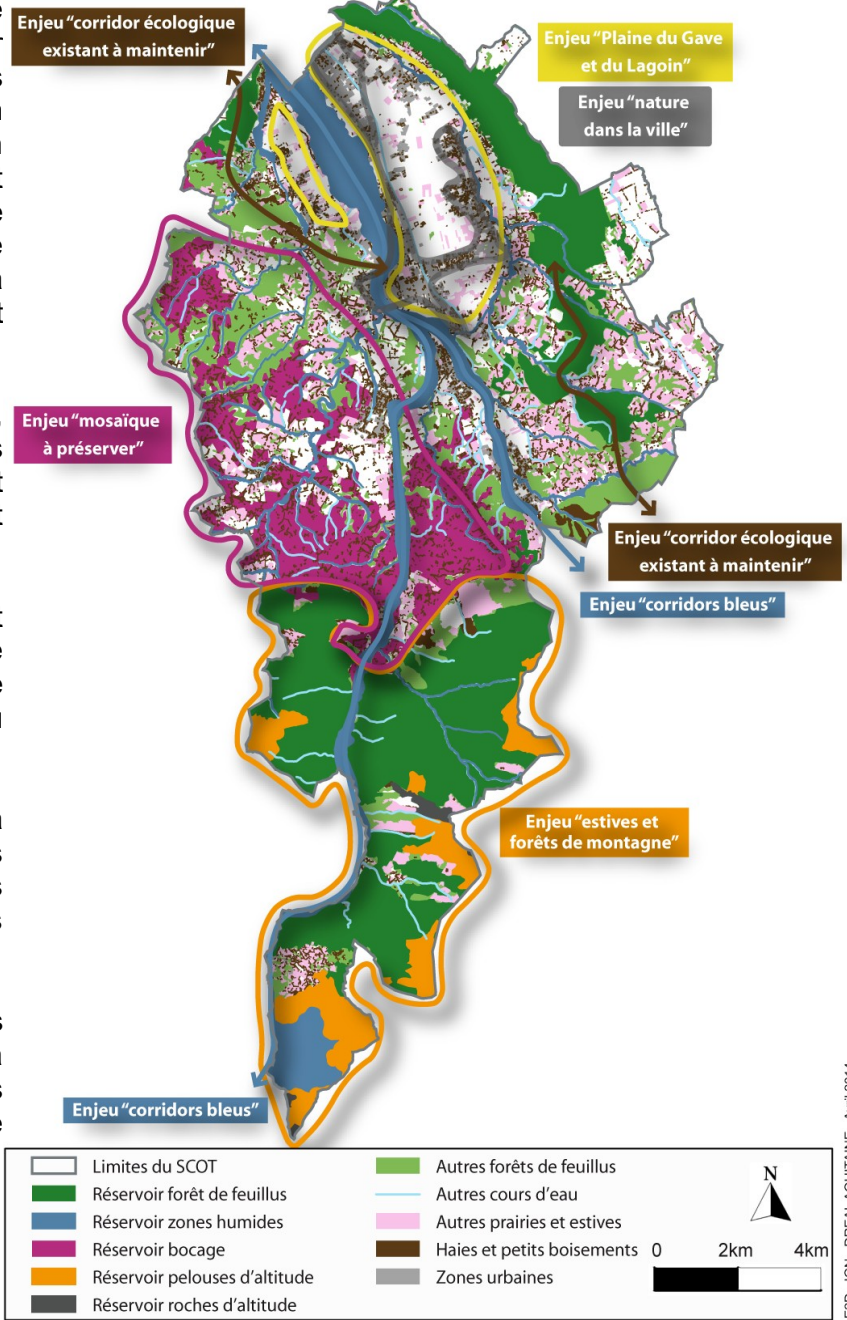 Enjeu “corridor écologique
existant à maintenir”
Enjeu “Plaine du Gave
et du Lagoin”
Enjeu “nature
dans la ville”
Enjeu “mosaïque
à préserver”
Enjeu “corridor écologique
existant à maintenir”
Enjeu “corridors bleus”
Enjeu “estives et
forêts de montagne”
Enjeu “corridors bleus”
Limites du SCOT
Réservoir forêt de feuillus
Réservoir zones humides
Réservoir bocage
Réservoir pelouses d'altitude
Réservoir roches d'altitude
Autres forêts de feuillus
Autres cours d'eau
Autres prairies et estives
Haies et petits boisements
Zones urbaines
N
0 2km 4km